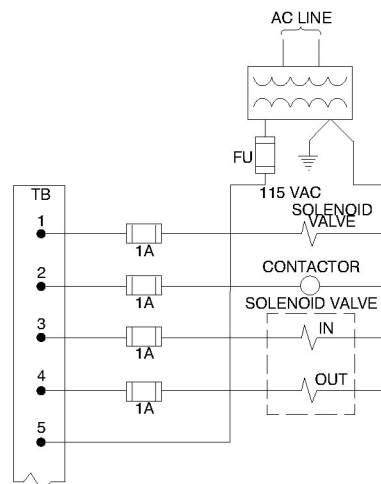 AC LINE
FU
115 VAC
TB
SOLENOID
VALVE
1
1A
CONTACTOR
2
1A
SOLENOID VALVE
3
IN
1A
4
OUT
1A
5